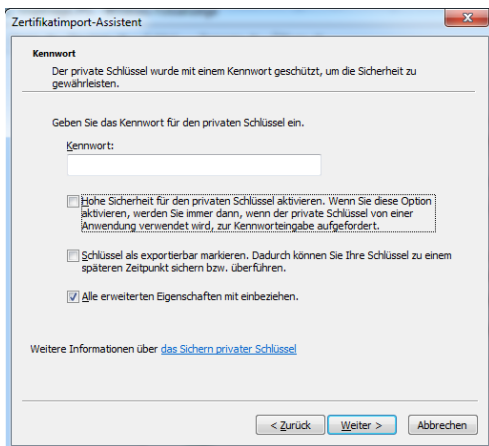 Zertifikatimport-Assistent
Kennwort
Der private Schlüssel wurde mit einem Kennwort geschützt, um die Sicherheit zu
gewährleisten.
Geben Sie das Kennwort für den privaten Schlüssel ein.
Kennwort:
Hohe Sicherheit für den privaten Schlüssel aktivieren. Wenn Sie diese Option
aktivieren, werden Sie immer dann, wenn der private Schlüssel von einer
Anwendung verwendet wird, zur Kennworteingabe aufgefordert.
Schlüssel als exportierbar markieren. Dadurch können Sie Ihre Schlüssel zu einem
späteren Zeitpunkt sichern bzw. überführen.
Alle erweiterten Eigenschaften mit einbeziehen.
Weitere Informationen über das Sichern privater Schlüssel
< Zurück Weiter > Abbrechen